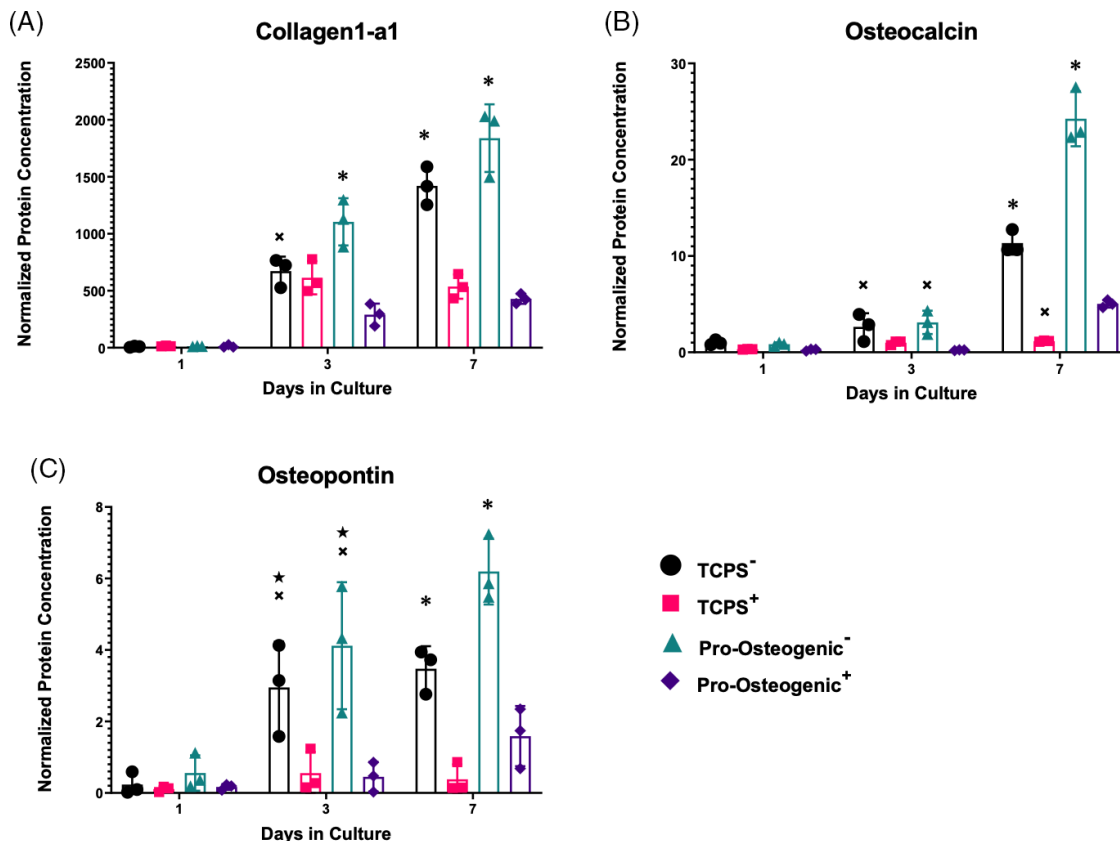 (A)
Collagen1-a1
Normalized Protein Concentration
2500
2000
1500
1000
500
0
1
3
7
Days in Culture
(B)
Osteocalcin
Normalized Protein Concentration
30
20
10
0
1
3
7
Days in Culture
(C)
Osteopontin
Normalized Protein Concentration
8
6
4
2
0
1
3
7
Days in Culture
TCPS⁻
TCPS⁺
Pro-Osteogenic⁻
Pro-Osteogenic⁺